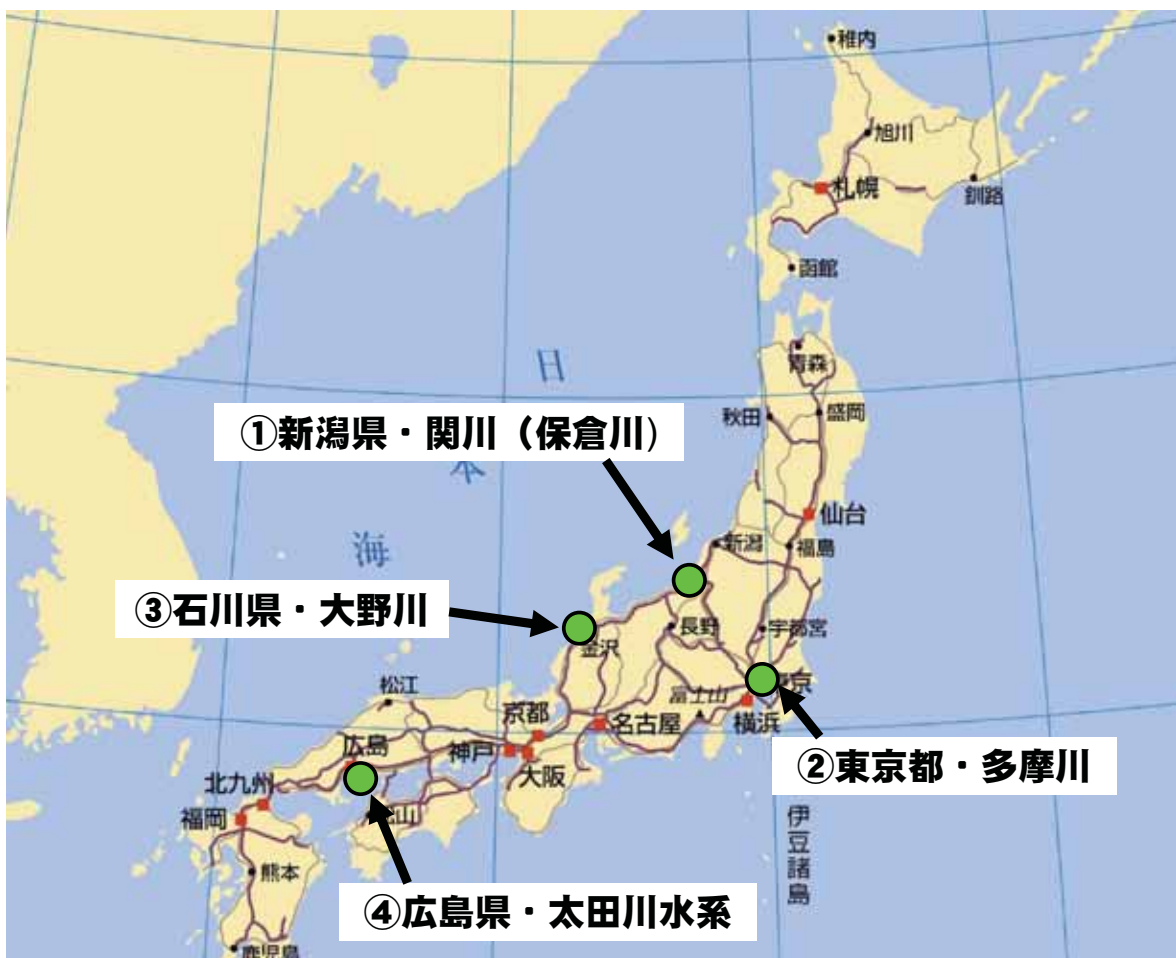 稚内
旭川
札幌
釧路
函館
青森
日
①新潟県・関川（保倉川)
秋田
盛岡
本
仙台
海
新潟
福島
③石川県・大野川
金沢
長野
宇都宮
松江
富士山
東京
京都
名古屋
横浜
広島
神戸
大阪
②東京都・多摩川
北九州
福岡
松山
伊豆諸島
熊本
④広島県・太田川水系
鹿児島